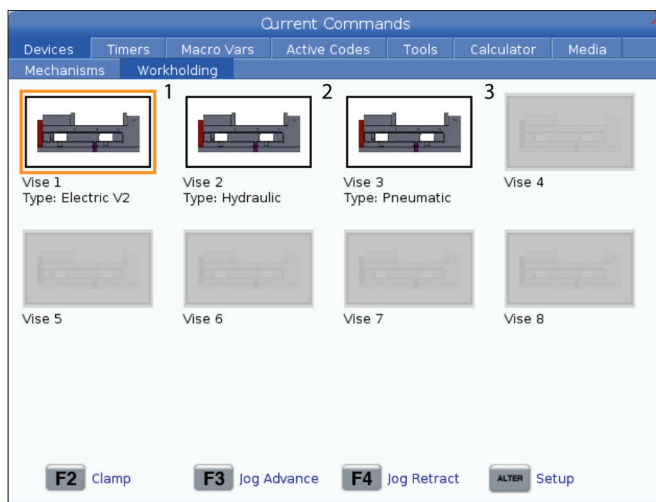 Current Commands
Devices Timers Macro Vars Active Codes Tools Calculator Media
Mechanisms Workholding
1 2 3
Vise 1 Vise 2 Vise 3 Vise 4
Type: Electric V2 Type: Hydraulic Type: Pneumatic
Vise 5 Vise 6 Vise 7 Vise 8
F2 Clamp F3 Jog Advance F4 Jog Retract ALTER Setup